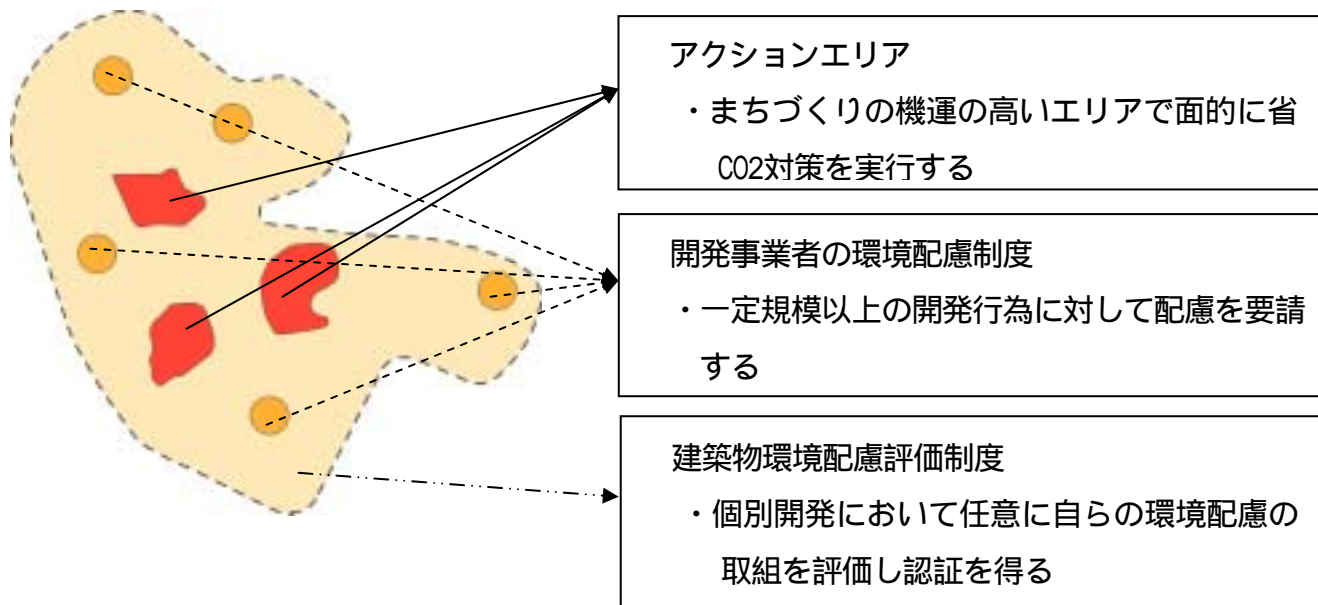 アクションエリア
・まちづくりの機運の高いエリアで面的に省
CO2対策を実行する
開発事業者の環境配慮制度
・一定規模以上の開発行為に対して配慮を要請
する
建築物環境配慮評価制度
・個別開発において任意に自らの環境配慮の
取組を評価し認証を得る